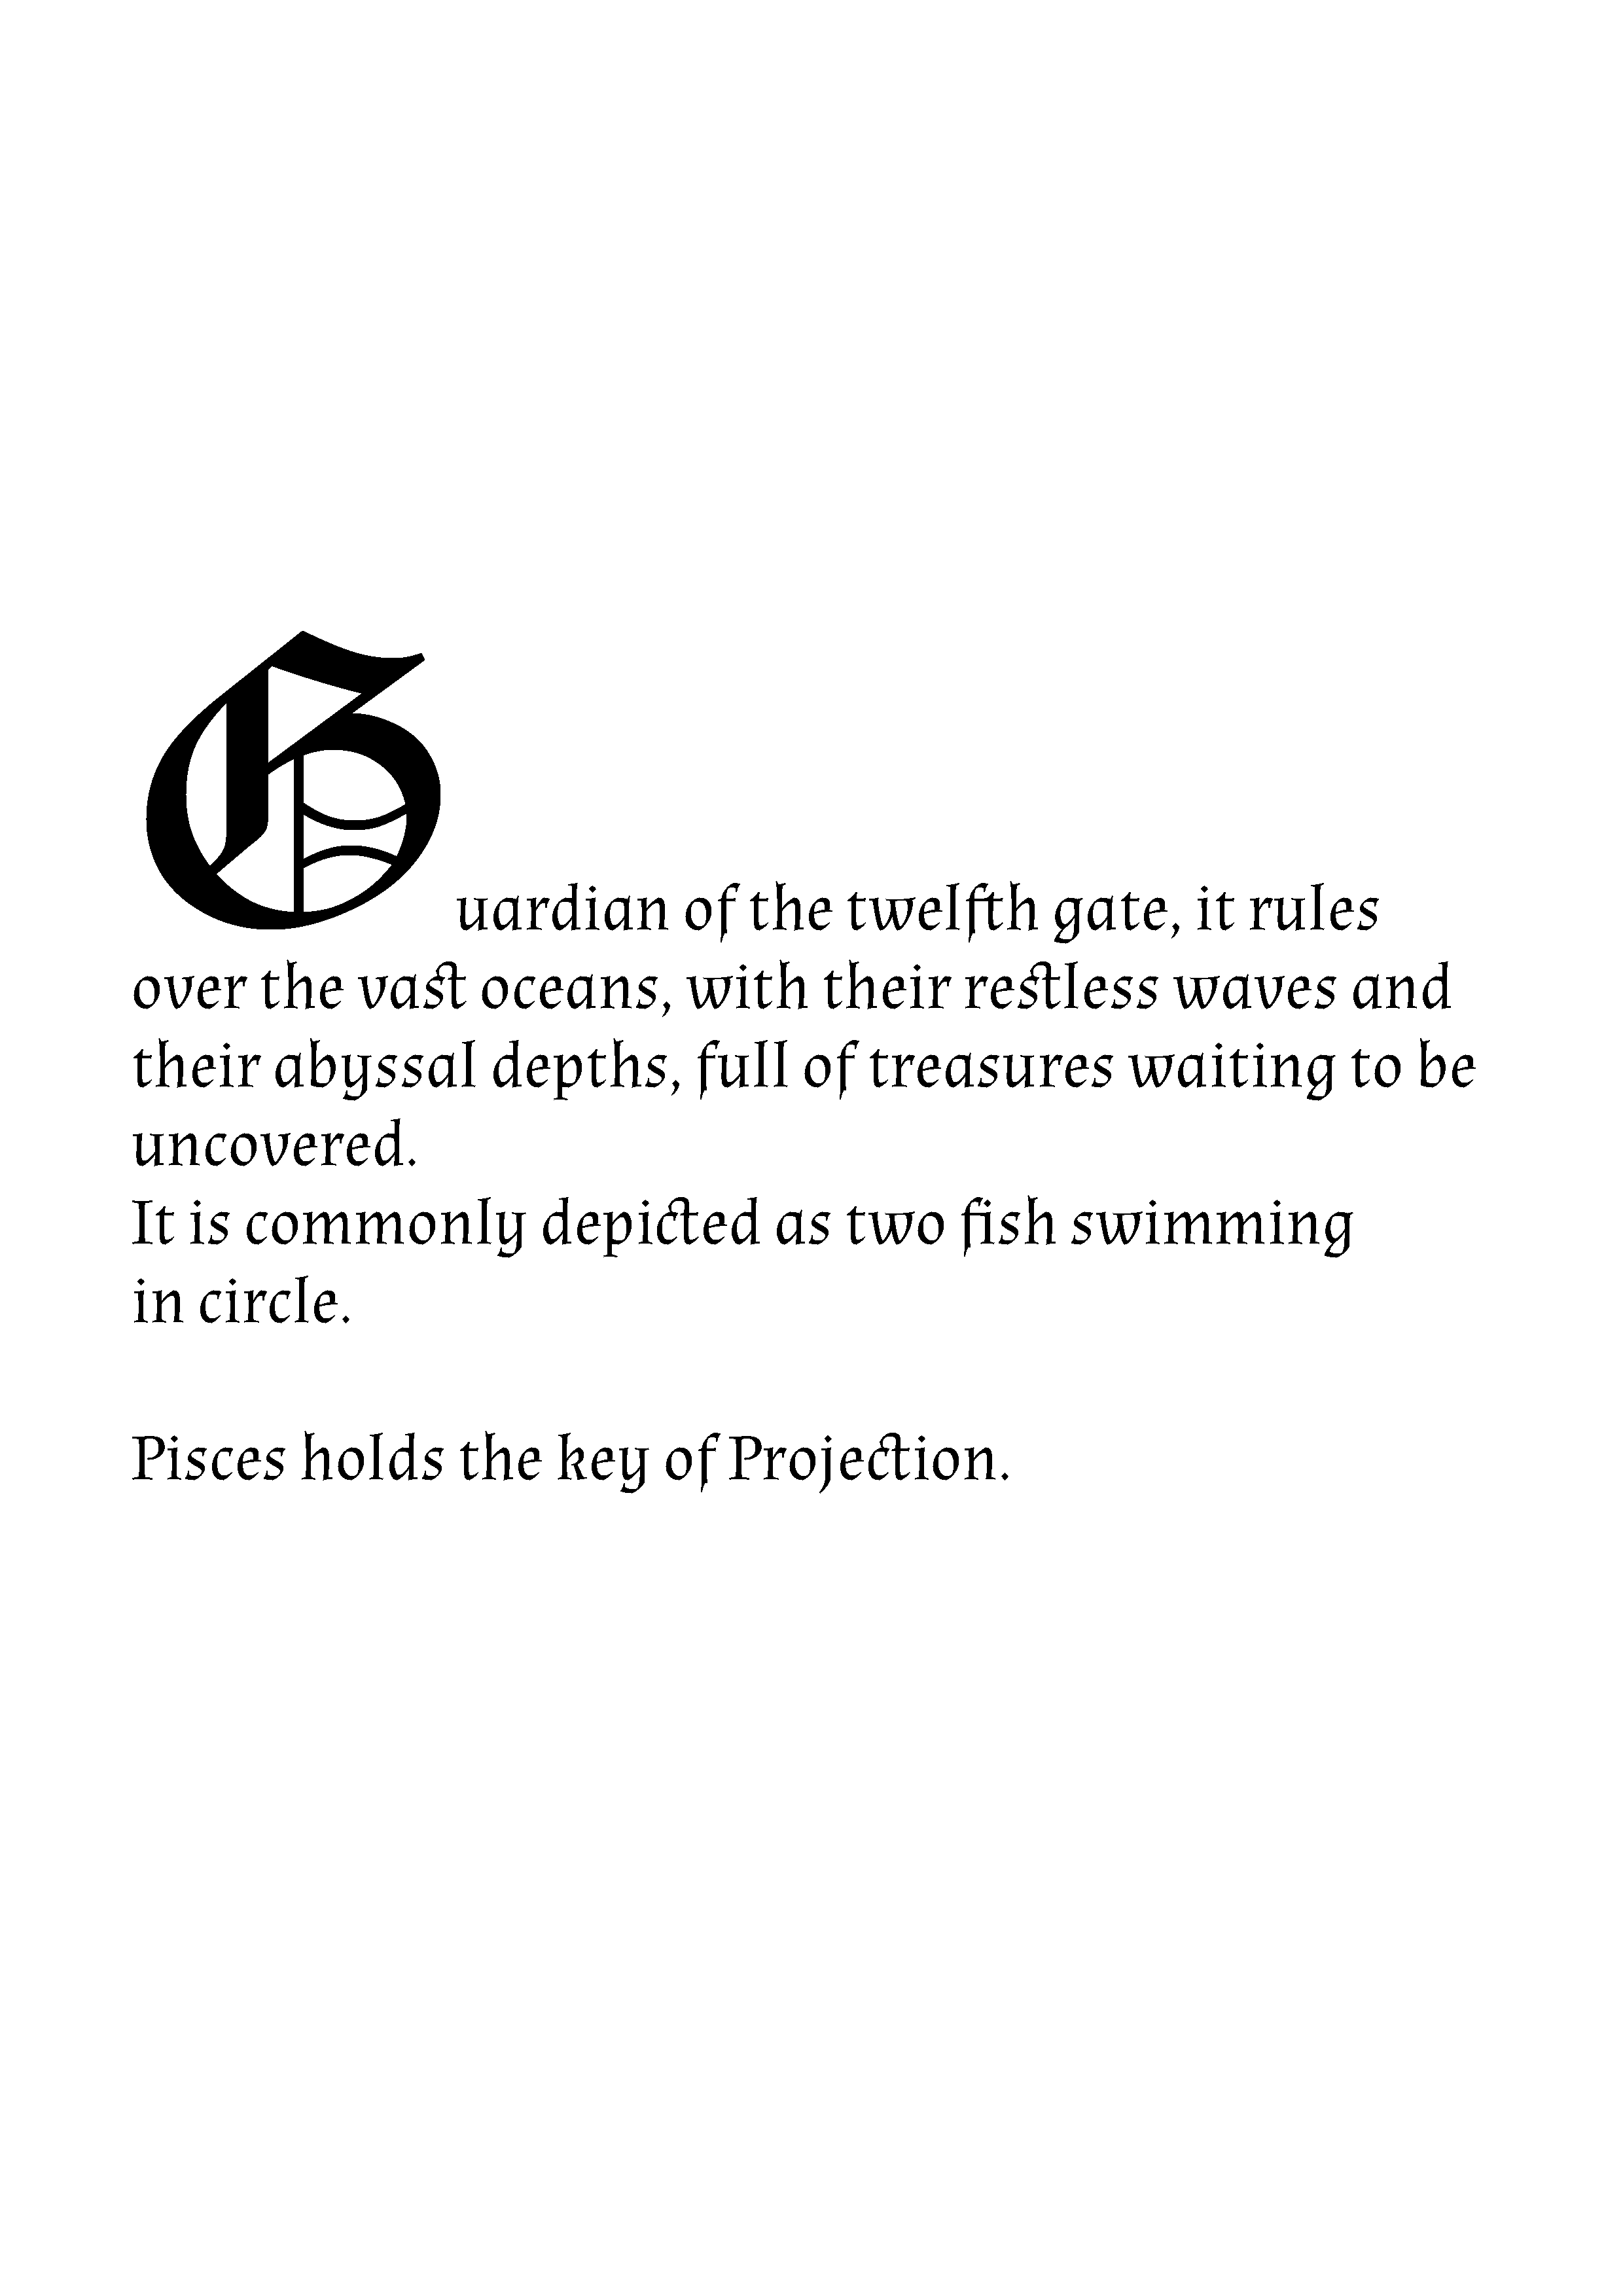 Guardian of the twelfth gate, it rules
over the vast oceans, with their restless waves and
their abyssal depths, full of treasures waiting to be
uncovered.
It is commonly depicted as two fish swimming
in circle.
Pisces holds the key of Projection.